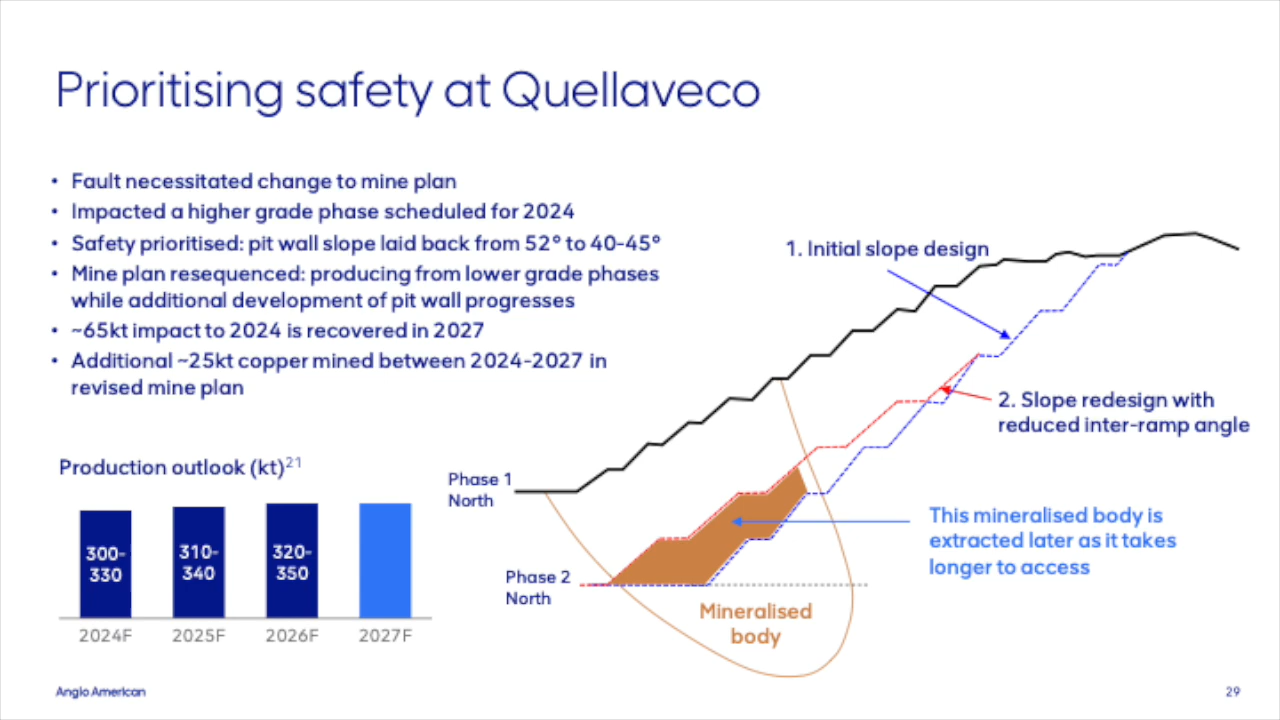 Prioritising safety at Quellaveco
• Fault necessitated change to mine plan
• Impacted a higher grade phase scheduled for 2024
• Safety prioritised: pit wall slope laid back from 52° to 40-45°
• Mine plan resequenced: producing from lower grade phases
while additional development of pit wall progresses
• ~65kt impact to 2024 is recovered in 2027
• Additional ~25kt copper mined between 2024-2027 in
revised mine plan
Production outlook (kt)21
300-
330
310-
340
320-
350
2024F
2025F
2026F
2027F
1. Initial slope design
2. Slope redesign with
reduced inter-ramp angle
Phase 1
North
This mineralised body is
extracted later as it takes
longer to access
Phase 2
North
Mineralised
body
Anglo American
29